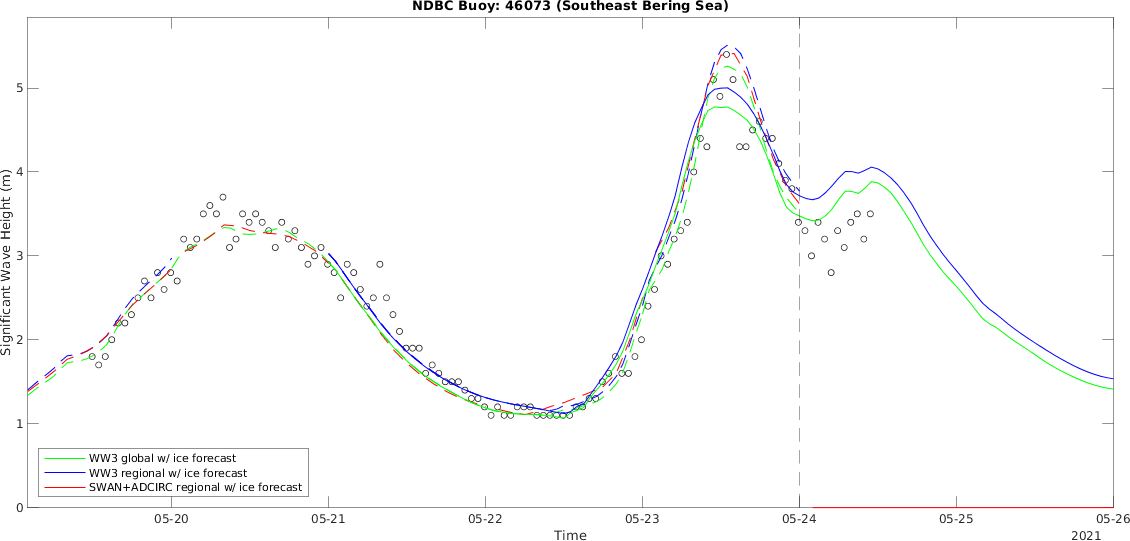 NDBC Buoy: 46073 (Southeast Bering Sea)
Significant Wave Height (m)
5
4
3
2
1
0
WW3 global w/ ice forecast
WW3 regional w/ ice forecast
SWAN+ADCIRC regional w/ ice forecast
05-20 05-21 05-22 05-23 05-24 05-25 05-26
Time
2021